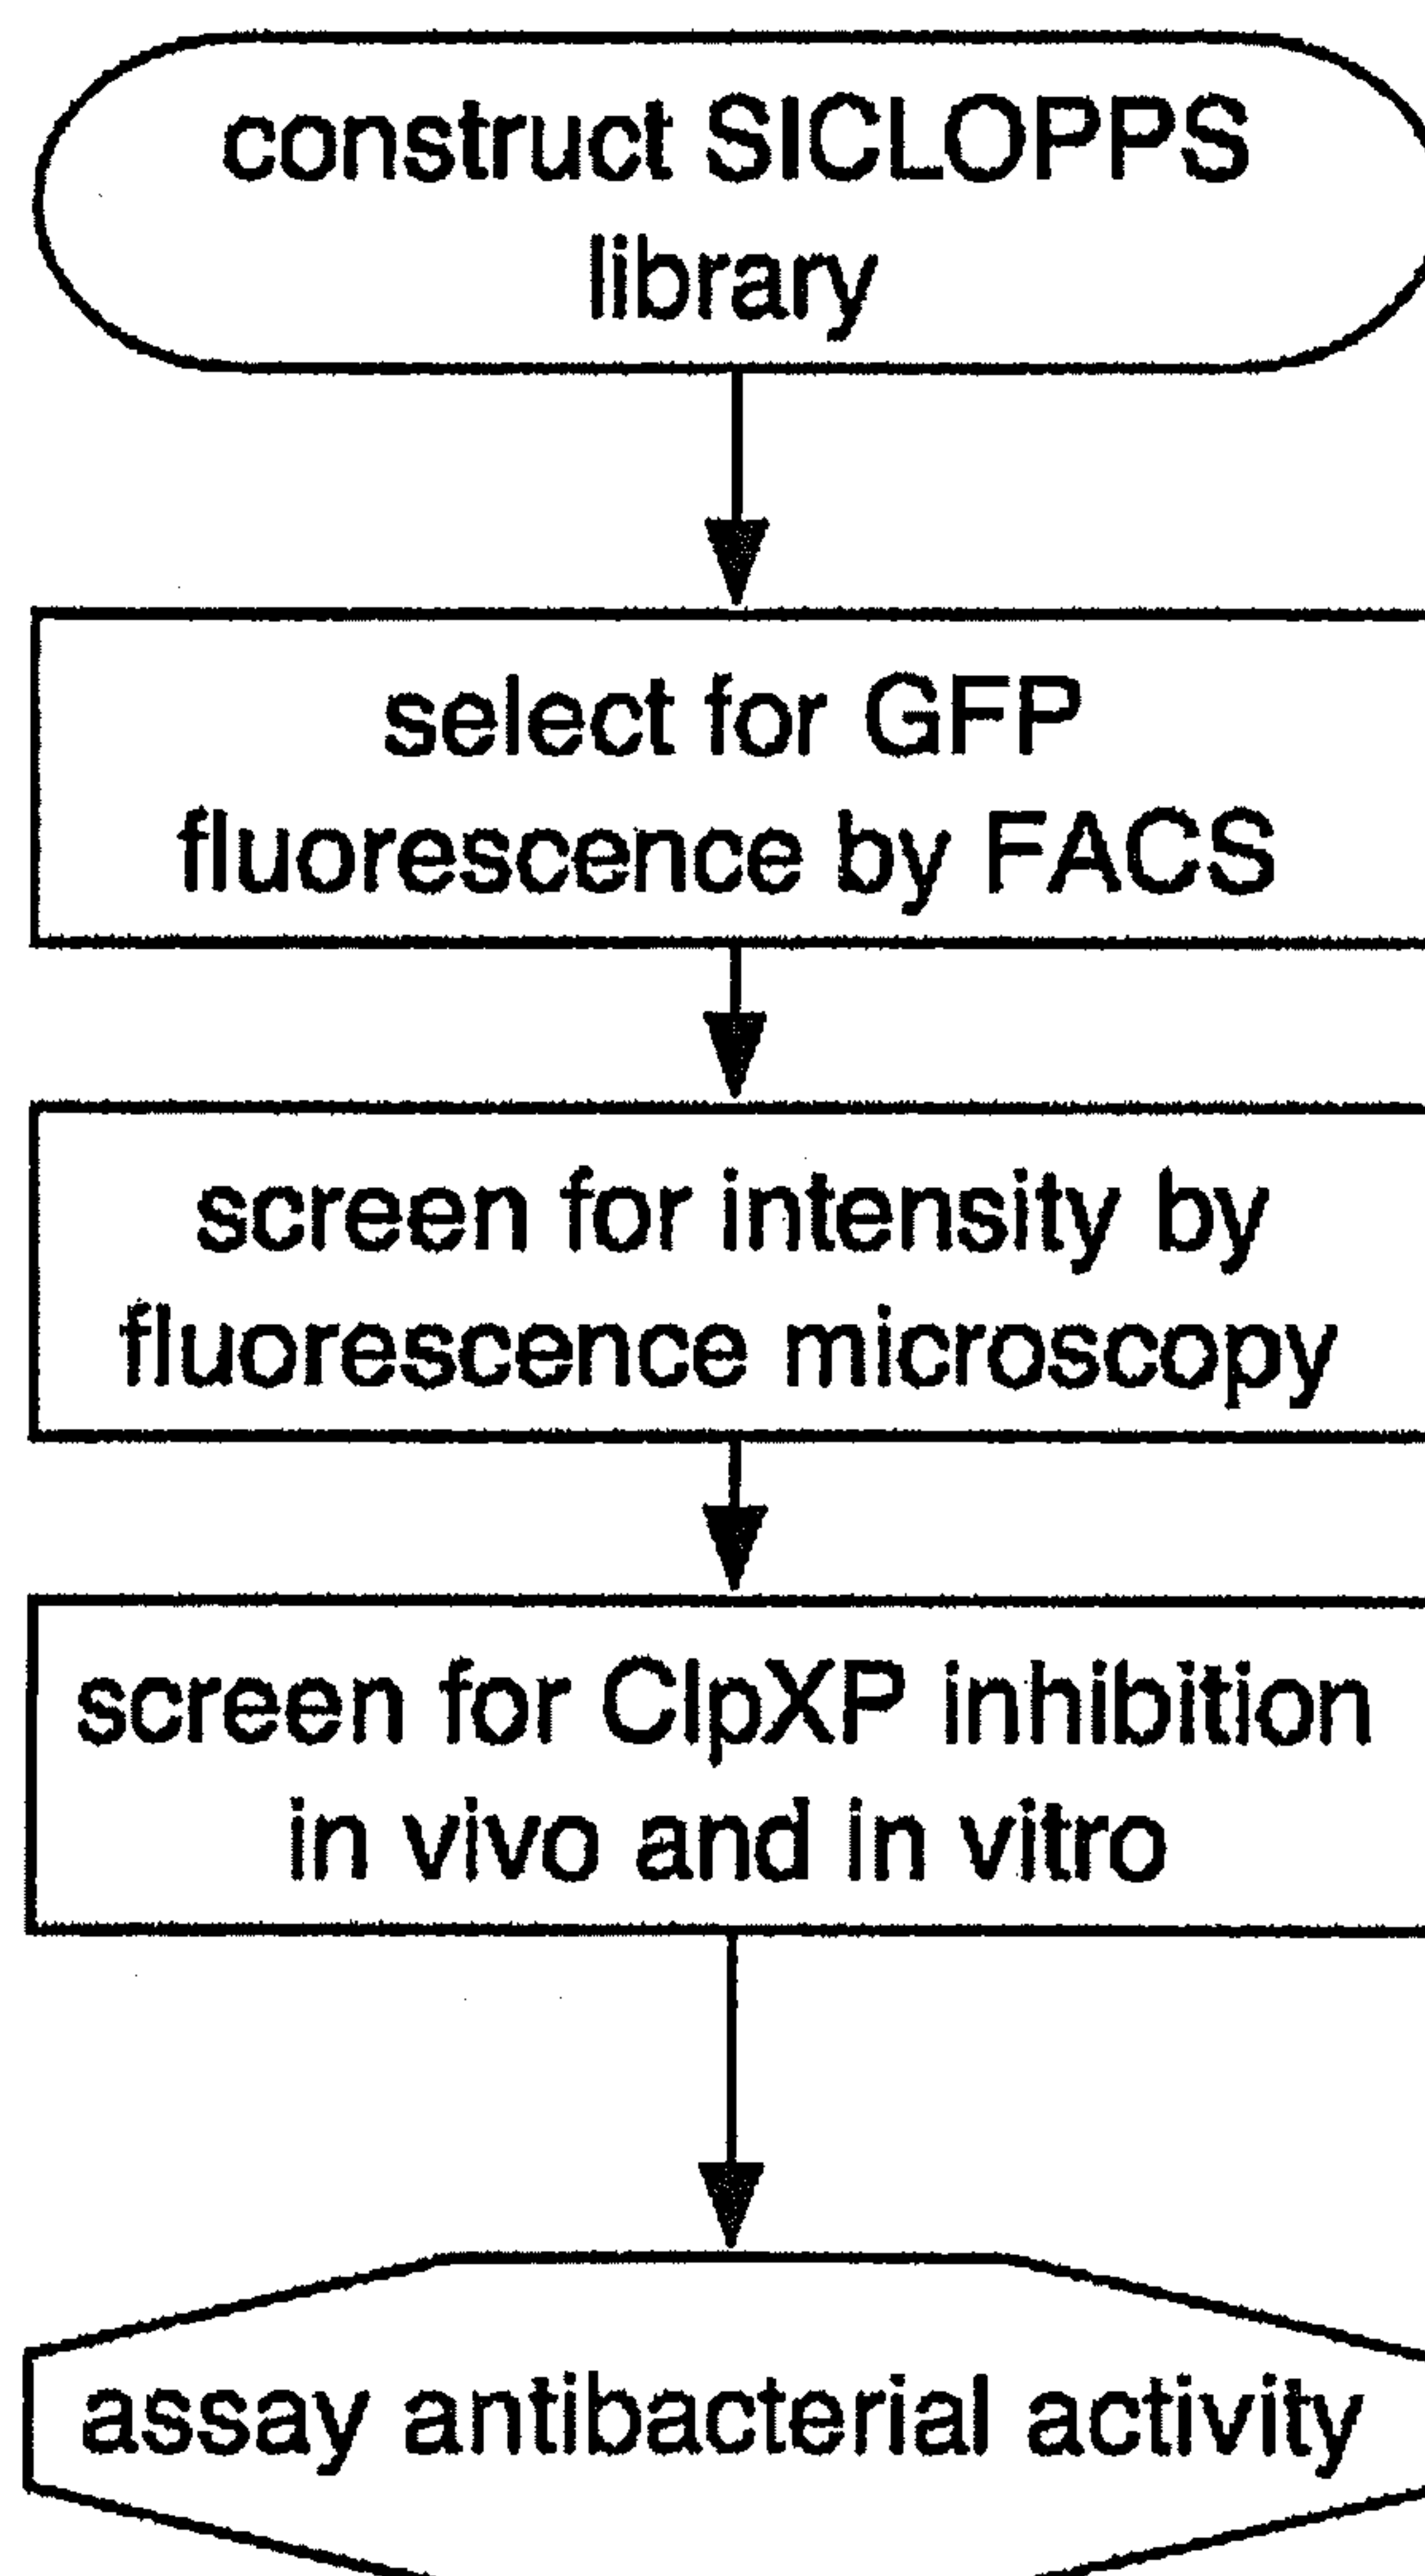 construct SICLOPPS
library
select for GFP
fluorescence by FACS
screen for intensity by
fluorescence microscopy
screen for ClpXP inhibition
in vivo and in vitro
assay antibacterial activity